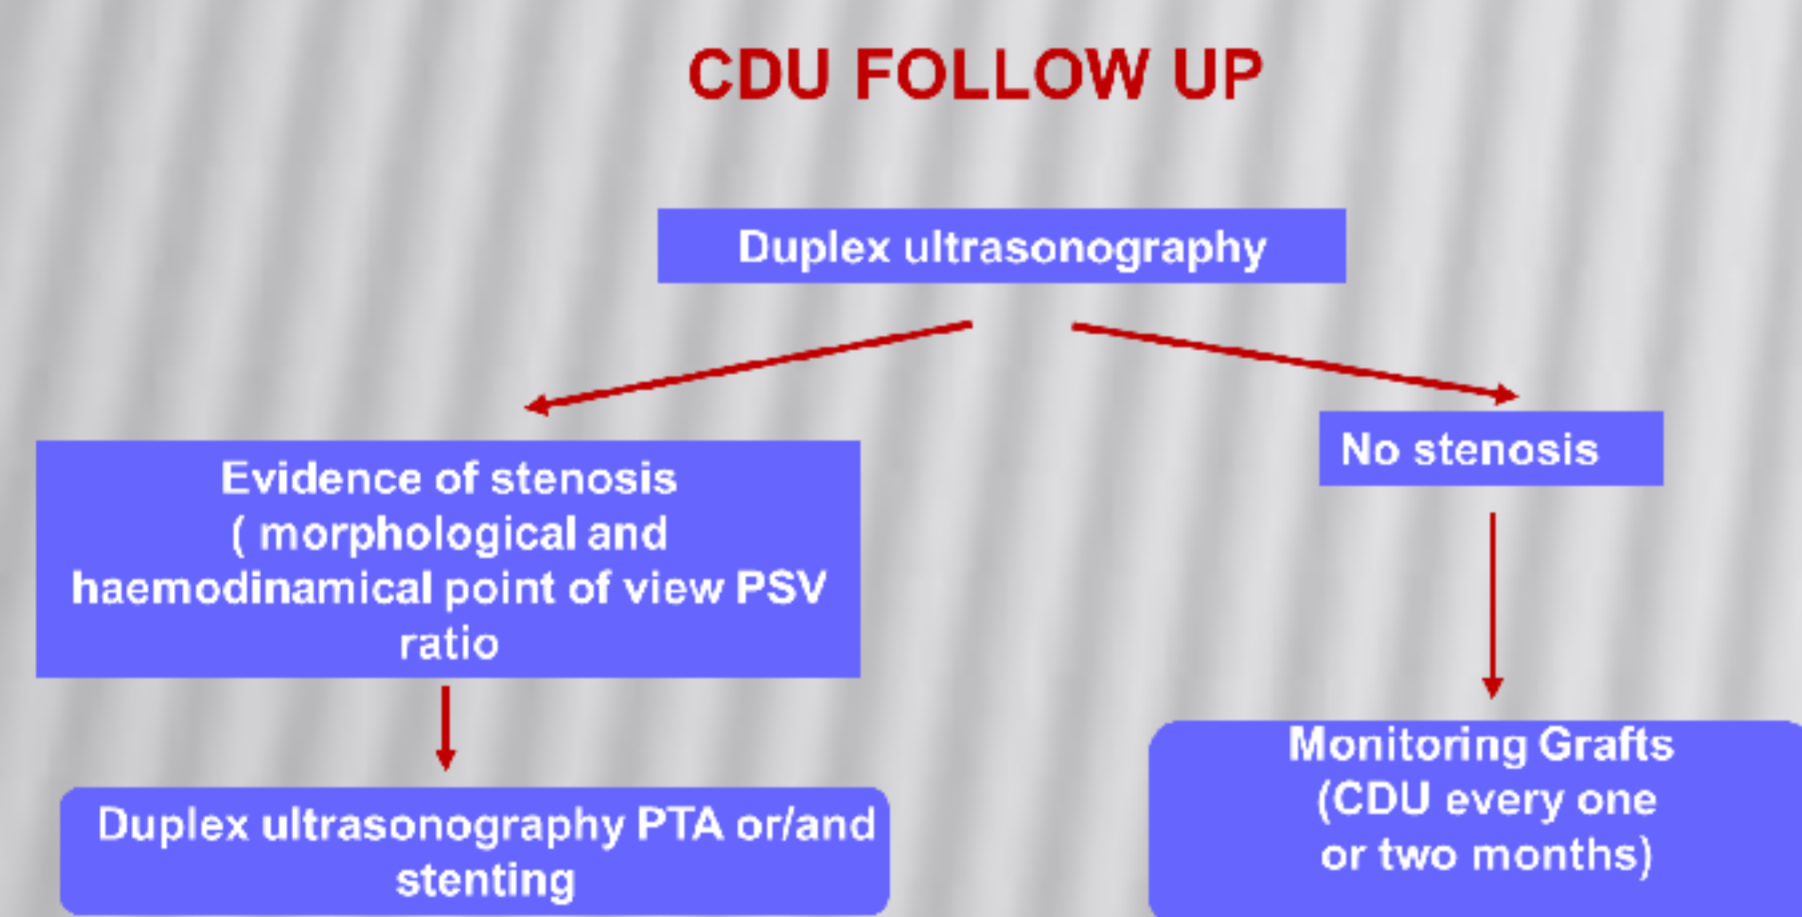 CDU FOLLOW UP
Duplex ultrasonography
Evidence of stenosis
( morphological and
haemodinamical point of view PSV
ratio
No stenosis
Duplex ultrasonography PTA or/and
stenting
Monitoring Grafts
(CDU every one
or two months)